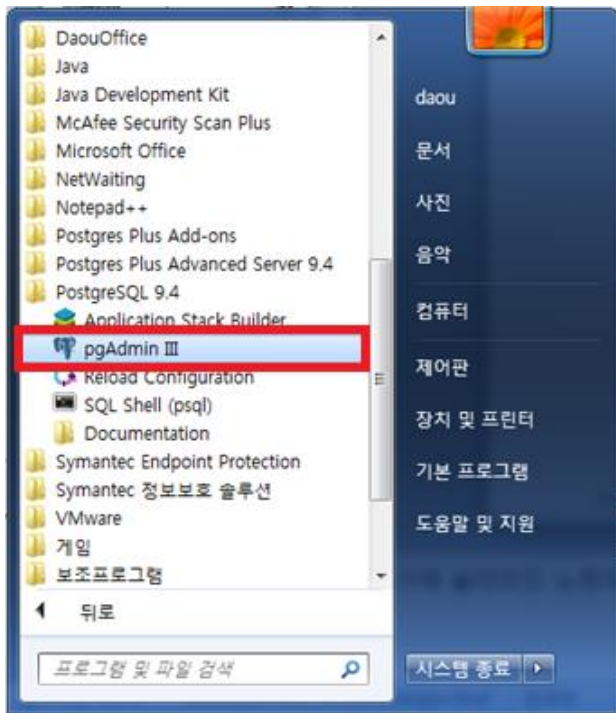 DaouOffice
Java
Java Development Kit
McAfee Security Scan Plus
Microsoft Office
NetWaiting
Notepad++
Postgres Plus Add-ons
Postgres Plus Advanced Server 9.4
PostgreSQL 9.4
Application Stack Builder
pgAdmin III
Reload Configuration
SQL Shell (psql)
Documentation
Symantec Endpoint Protection
Symantec 정보보호 솔루션
VMware
게임
보조프로그램
뒤로
프로그램 및 파일 검색
daou
문서
사진
음악
컴퓨터
제어판
장치 및 프린터
기본 프로그램
도움말 및 지원
시스템 종료